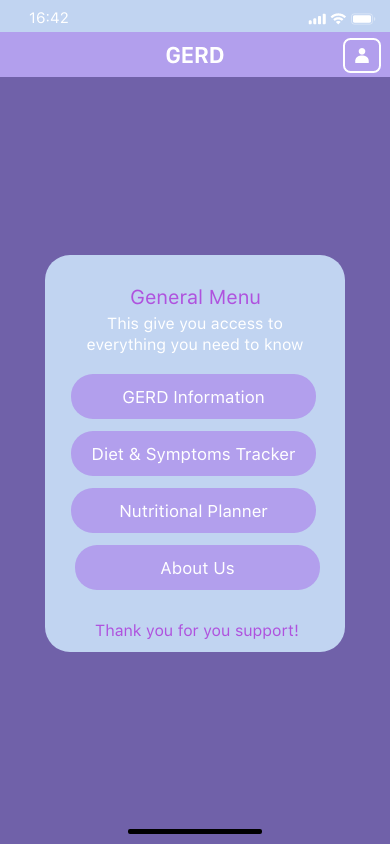 16:42
GERD
General Menu
This give you access to
everything you need to know
GERD Information
Diet & Symptoms Tracker
Nutritional Planner
About Us
Thank you for you support!